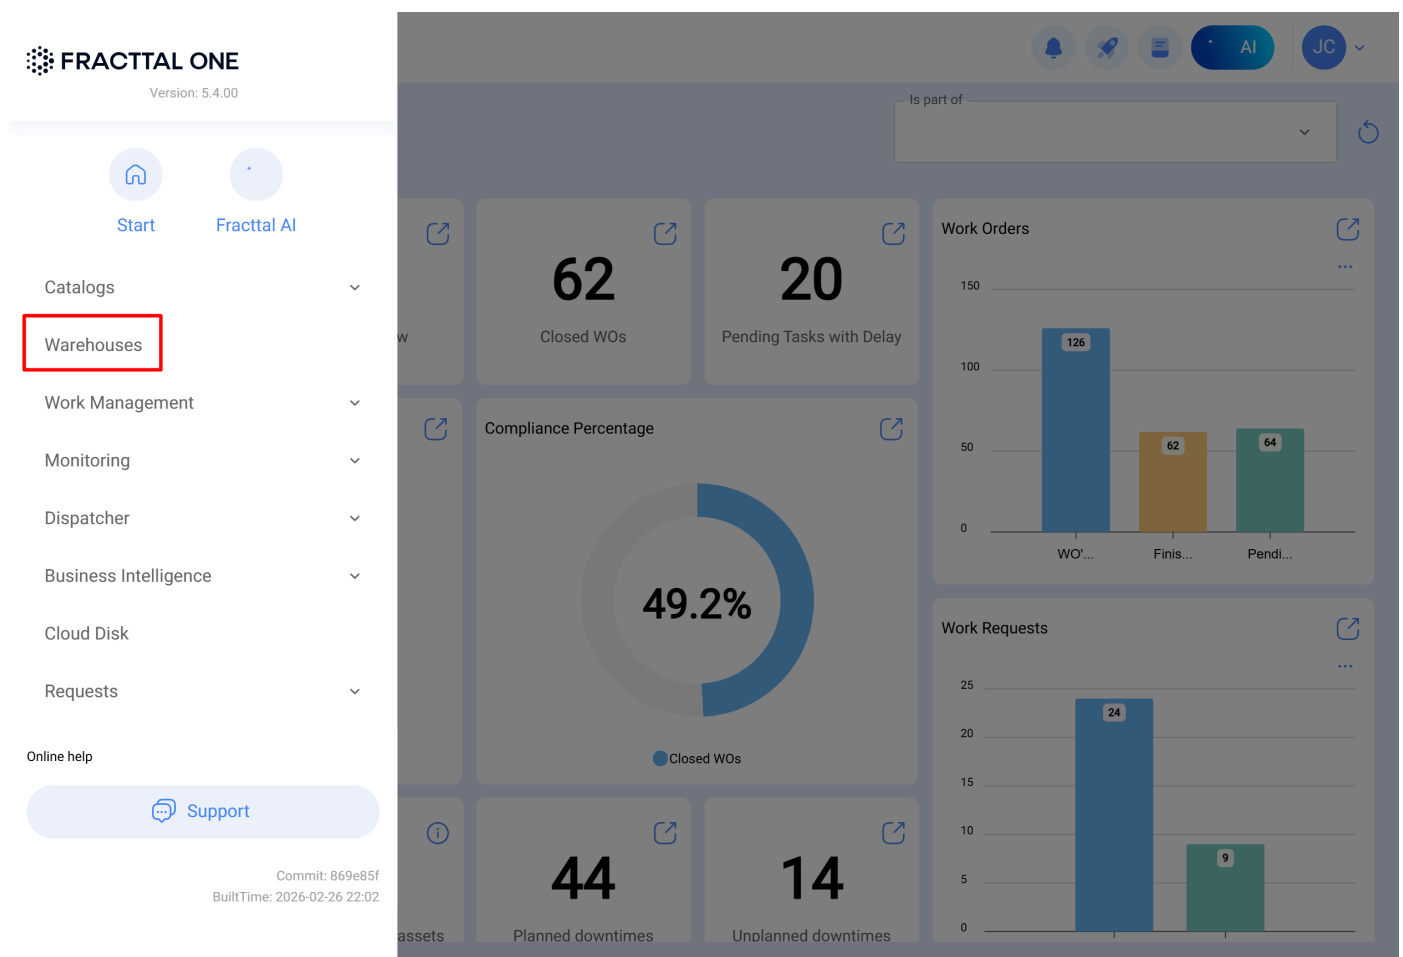 FRACTTAL ONE
Version: 5.4.00
Start
Fracttal AI
Catalogs
Warehouses
Work Management
Monitoring
Dispatcher
Business Intelligence
Cloud Disk
Requests
Online help
Support
Commit: 869e85f
BuiltTime: 2026-02-26 22:02
AI
JC
Is part of
w
62
Closed WOs
20
Pending Tasks with Delay
Work Orders
...
150
100
50
0
126
62
64
WO'...
Finis...
Pendi...
Compliance Percentage
49.2%
Closed WOs
Work Requests
...
25
20
15
10
5
0
24
9
assets
44
Planned downtimes
14
Unplanned downtimes